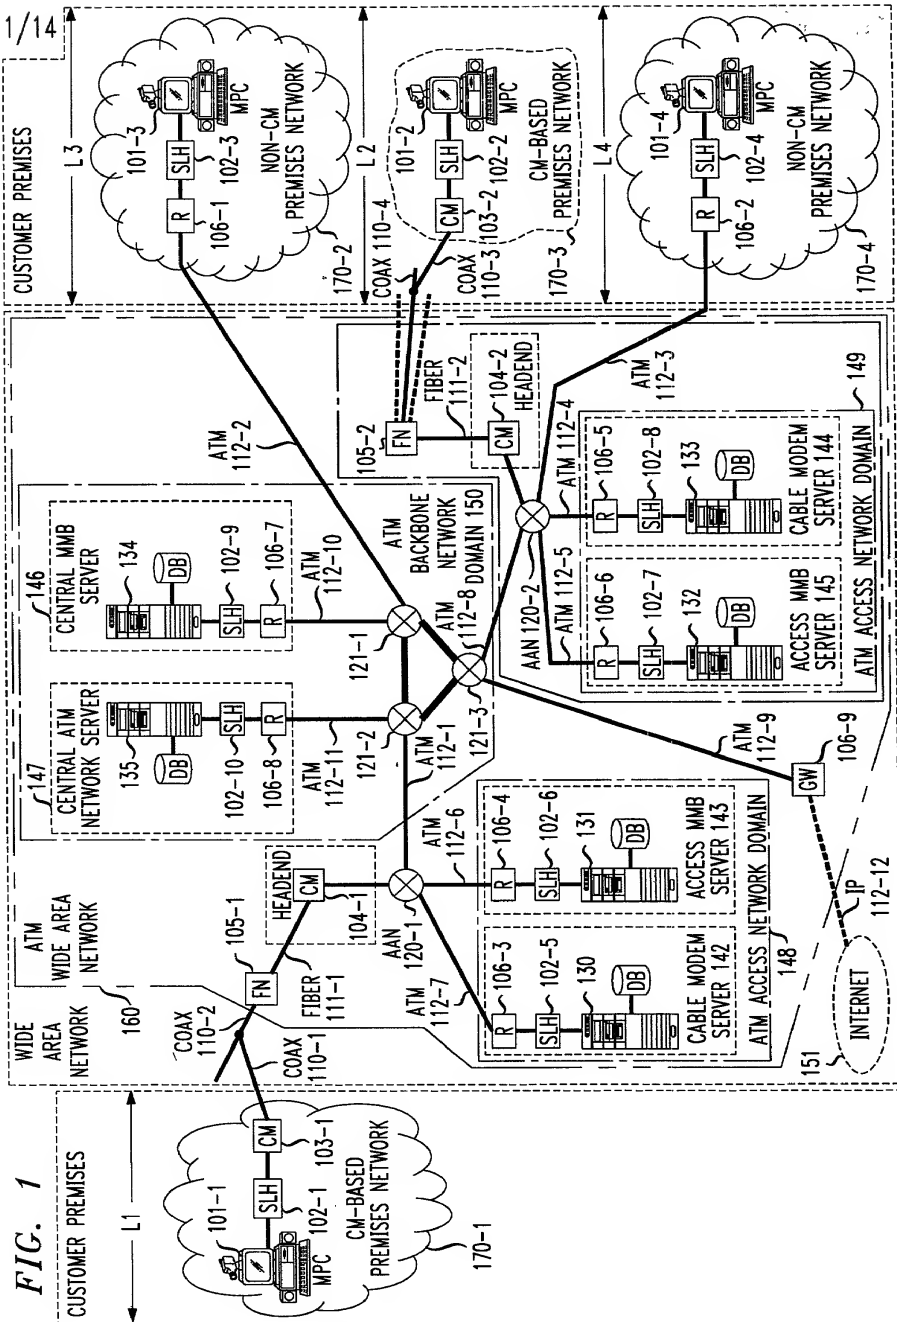 1/14
FIG. 1
CUSTOMER PREMISES
L1
101-1
MPC
SLH
102-1
CM
103-1
CM-BASED
PREMISES NETWORK
170-1
COAX
110-1
COAX
110-2
WIDE
AREA
NETWORK
160
ATM
WIDE AREA
NETWORK
FN
105-1
FIBER
111-1
HEADEND
CM
104-1
AAN
120-1
ATM
112-7
ATM
112-6
ATM
112-1
R
106-3
SLH
102-5
130
DB
CABLE MODEM
SERVER 142
R
106-4
SLH
102-6
131
DB
ACCESS MMB
SERVER 143
ATM ACCESS NETWORK DOMAIN
148
147
CENTRAL ATM
NETWORK SERVER
135
DB
SLH
102-10
R
106-8
ATM
112-11
121-2
146
CENTRAL MMB
SERVER
134
DB
SLH
102-9
R
106-7
ATM
112-10
121-1
ATM
BACKBONE
NETWORK
DOMAIN 150
121-3
ATM
112-8
ATM
112-2
ATM
112-9
GW
106-9
IP
112-12
INTERNET
151
AAN 120-2
ATM 112-5
ATM 112-4
ATM
112-3
R
106-6
SLH
102-7
132
DB
ACCESS MMB
SERVER 145
R
106-5
SLH
102-8
133
DB
CABLE MODEM
SERVER 144
ATM ACCESS NETWORK DOMAIN
149
FN
105-2
FIBER
111-2
CM
104-2
HEADEND
CUSTOMER PREMISES
L3
101-3
MPC
SLH
102-3
R
106-1
NON-CM
PREMISES NETWORK
170-2
L2
101-2
MPC
SLH
102-2
CM
103-2
CM-BASED
PREMISES NETWORK
170-3
COAX 110-4
COAX
110-3
L4
101-4
MPC
SLH
102-4
R
106-2
NON-CM
PREMISES NETWORK
170-4